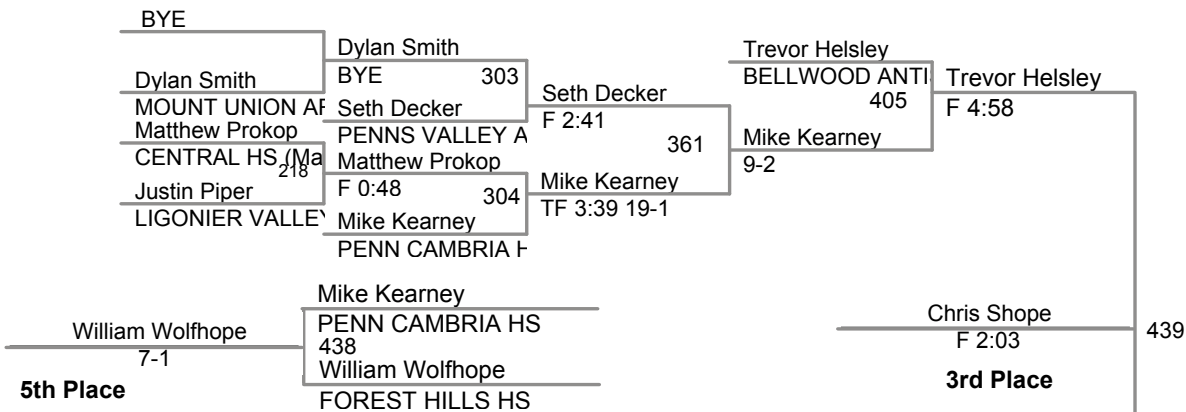 BYE
Dylan Smith
MOUNT UNION AR
Matthew Prokop
CENTRAL HS (Ma
218
Justin Piper
LIGONIER VALLEY
Dylan Smith
BYE
303
Seth Decker
PENNS VALLEY A
Matthew Prokop
F 0:48
304
Mike Kearney
PENN CAMBRIA H
Seth Decker
F 2:41
361
Mike Kearney
TF 3:39 19-1
Trevor Helsley
BELLWOOD ANTIS
405
Mike Kearney
9-2
Trevor Helsley
F 4:58
Mike Kearney
PENN CAMBRIA HS
438
William Wolfhope
FOREST HILLS HS
William Wolfhope
7-1
5th Place
Chris Shope
F 2:03
439
3rd Place